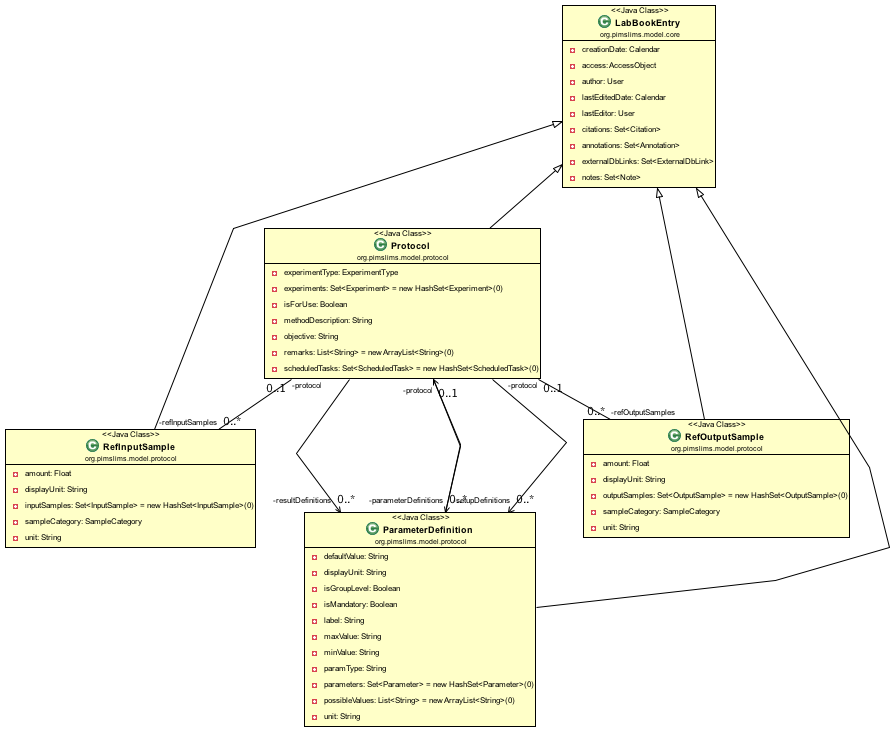 <<Java Class>>
LabBookEntry
org.pimslims.model.core
creationDate: Calendar
access: AccessObject
author: User
lastEditedDate: Calendar
lastEditor: User
citations: Set<Citation>
annotations: Set<Annotation>
externalDbLinks: Set<ExternalDbLink>
notes: Set<Note>
<<Java Class>>
Protocol
org.pimslims.model.protocol
experimentType: ExperimentType
experiments: Set<Experiment> = new HashSet<Experiment>(0)
isForUse: Boolean
methodDescription: String
objective: String
remarks: List<String> = new ArrayList<String>(0)
scheduledTasks: Set<ScheduledTask> = new HashSet<ScheduledTask>(0)
0..1 -protocol
-protocol 0..1
-protocol 0..1
-refInputSamples 0..*
0..* -refOutputSamples
<<Java Class>>
RefInputSample
org.pimslims.model.protocol
amount: Float
displayUnit: String
inputSamples: Set<InputSample> = new HashSet<InputSample>(0)
sampleCategory: SampleCategory
unit: String
<<Java Class>>
RefOutputSample
org.pimslims.model.protocol
amount: Float
displayUnit: String
outputSamples: Set<OutputSample> = new HashSet<OutputSample>(0)
sampleCategory: SampleCategory
unit: String
-resultDefinitions 0..*
-parameterDefinitions 0..*
-setupDefinitions 0..*
<<Java Class>>
ParameterDefinition
org.pimslims.model.protocol
defaultValue: String
displayUnit: String
isGroupLevel: Boolean
isMandatory: Boolean
label: String
maxValue: String
minValue: String
paramType: String
parameters: Set<Parameter> = new HashSet<Parameter>(0)
possibleValues: List<String> = new ArrayList<String>(0)
unit: String